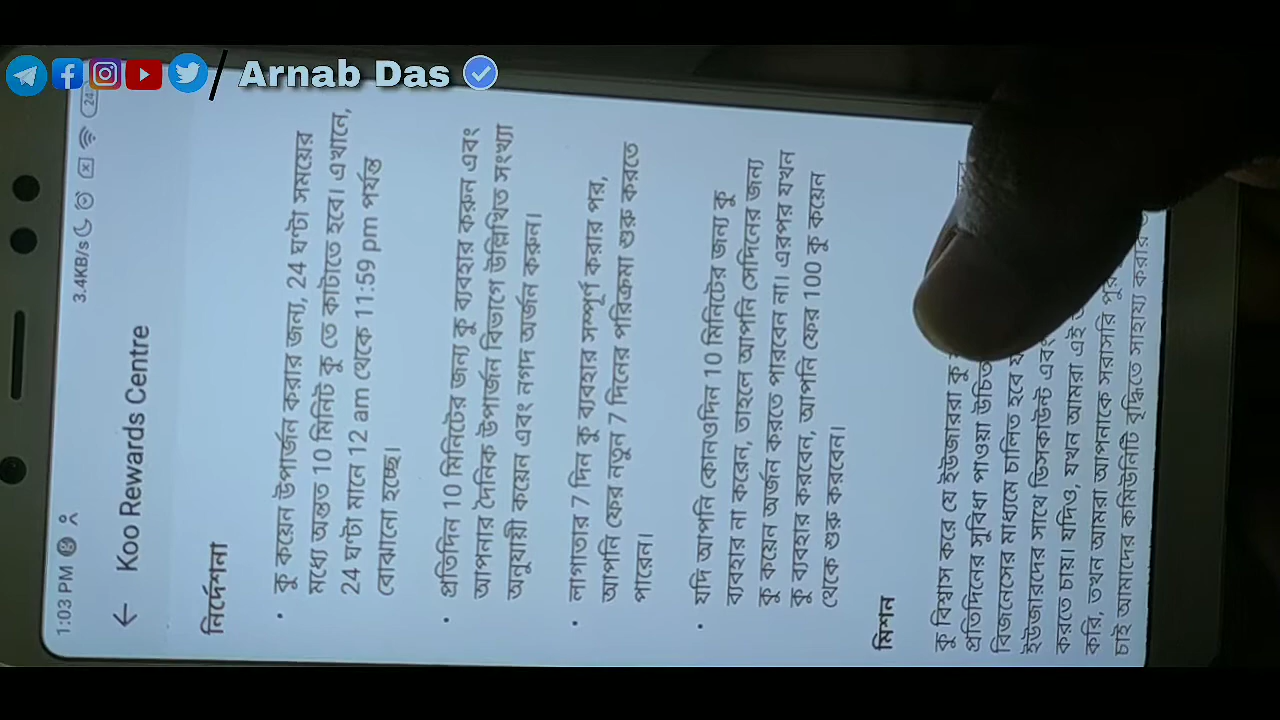 / Arnab Das
1:03 PM
3.4KB/s
← Koo Rewards Centre
নির্দেশনা
• কু কয়েন উপার্জন করার জন্য, 24 ঘণ্টা সময়ের
মধ্যে অন্তত 10 মিনিট কু তে কাটাতে হবে। এখানে,
24 ঘণ্টা মানে 12 am থেকে 11:59 pm পর্যন্ত
বোঝানো হচ্ছে।
• প্রতিদিন 10 মিনিটের জন্য কু ব্যবহার করুন এবং
আপনার দৈনিক উপার্জন বিভাগে উল্লিখিত সংখ্যা
অনুযায়ী কয়েন এবং নগদ অর্জন করুন।
• লাগাতার 7 দিন কু ব্যবহার সম্পূর্ণ করার পর,
আপনি ফের নতুন 7 দিনের পরিক্রমা শুরু করতে
পারেন।
• যদি আপনি কোনওদিন 10 মিনিটের জন্য কু
ব্যবহার না করেন, তাহলে আপনি সেদিনের জন্য
কু কয়েন অর্জন করতে পারবেন না। এরপর যখন
কু ব্যবহার করবেন, আপনি ফের 100 কু কয়েন
থেকে শুরু করবেন।
মিশন
কু বিশ্বাস করে যে ইউজাররা কু
প্রতিদিনের সুবিধা পাওয়া উচিত
বিজনেসের মাধ্যমে চালিত হবে
ইউজারদের সাথে ডিসকাউন্ট এবং
করতে চায়। যদিও, যখন আমরা এই
করি, তখন আমরা আপনাকে সরাসরি
চাই আমাদের কমিউনিটি বৃদ্ধিতে সাহায্য করার